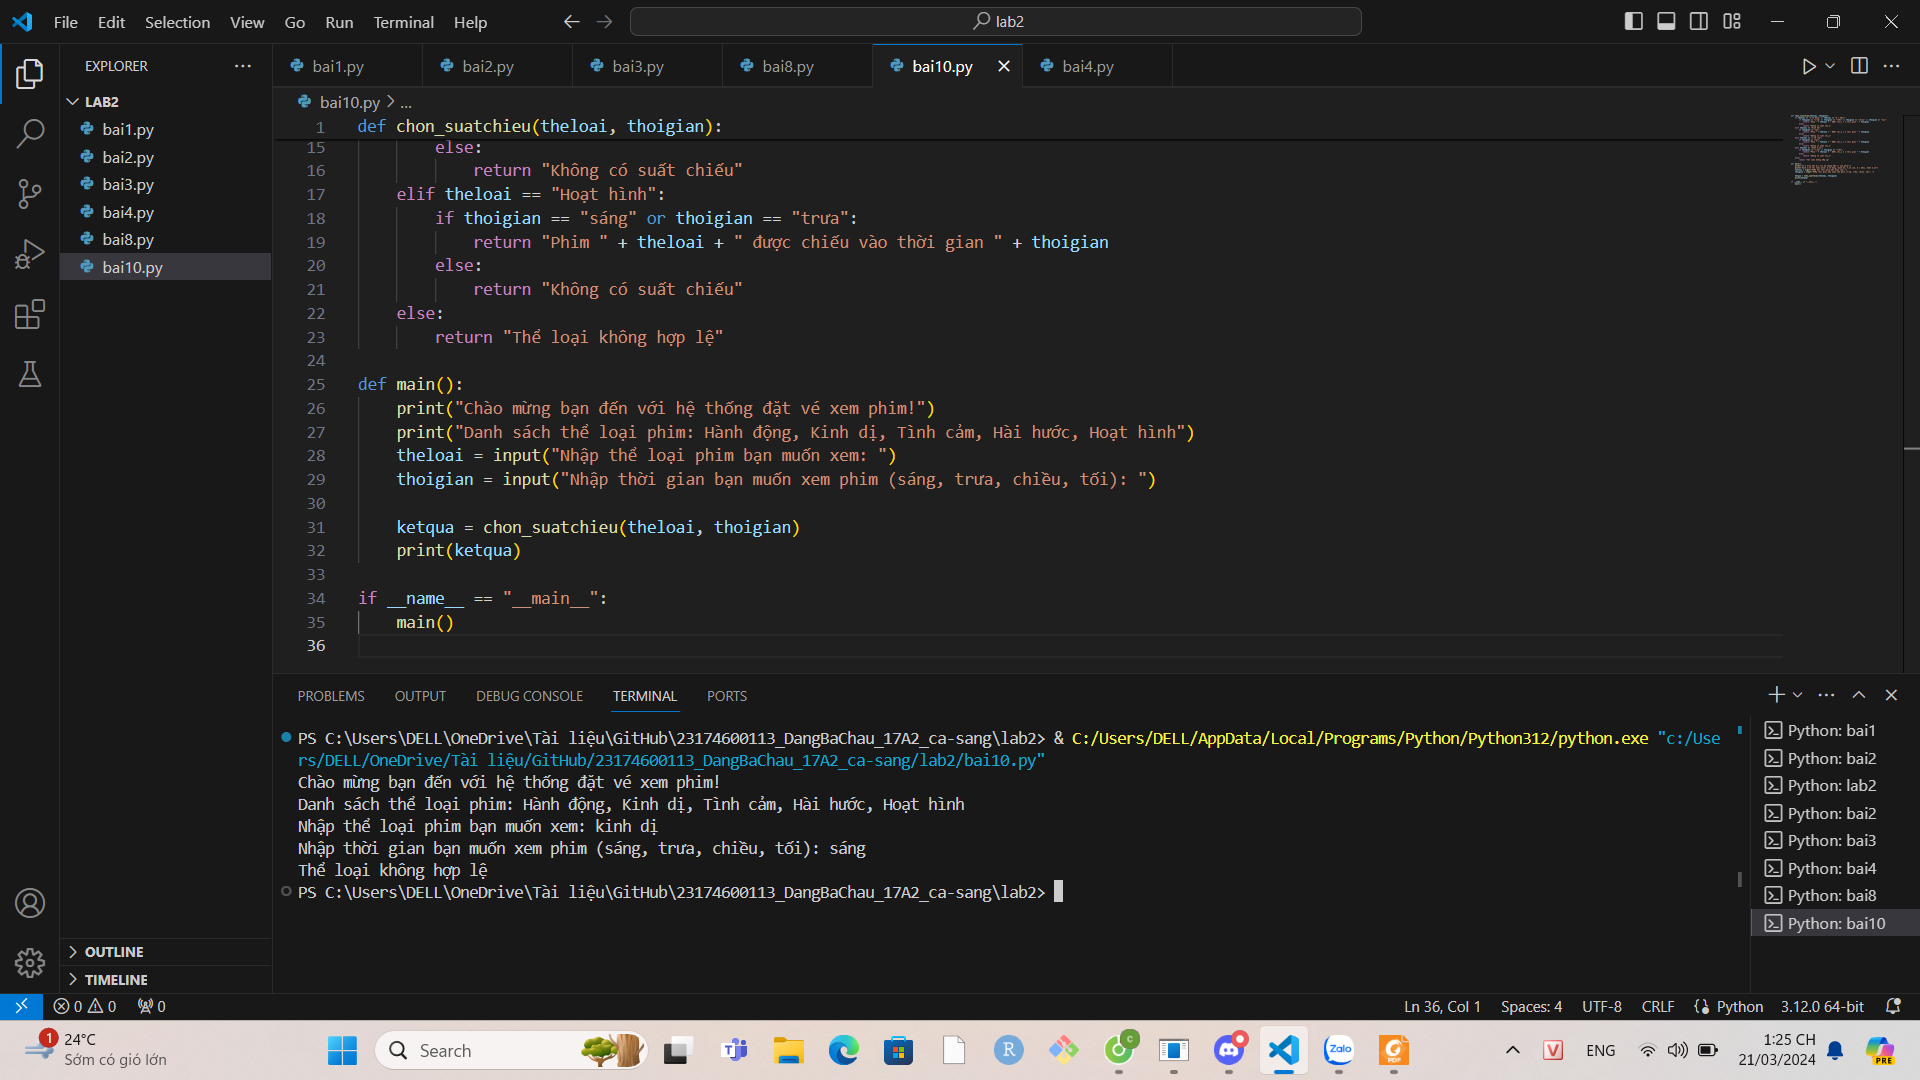 File Edit Selection View Go Run Terminal Help
lab2
EXPLORER
bai1.py
bai2.py
bai3.py
bai8.py
bai10.py
bai4.py
LAB2
bai1.py
bai2.py
bai3.py
bai4.py
bai8.py
bai10.py
OUTLINE
TIMELINE
bai10.py > ...
1 def chon_suatchieu(theloai, thoigian):
15 else:
16 return "Không có suất chiếu"
17 elif theloai == "Hoạt hình":
18 if thoigian == "sáng" or thoigian == "trưa":
19 return "Phim " + theloai + " được chiếu vào thời gian " + thoigian
20 else:
21 return "Không có suất chiếu"
22 else:
23 return "Thể loại không hợp lệ"
24
25 def main():
26 print("Chào mừng bạn đến với hệ thống đặt vé xem phim!")
27 print("Danh sách thể loại phim: Hành động, Kinh dị, Tình cảm, Hài hước, Hoạt hình")
28 theloai = input("Nhập thể loại phim bạn muốn xem: ")
29 thoigian = input("Nhập thời gian bạn muốn xem phim (sáng, trưa, chiều, tối): ")
30
31 ketqua = chon_suatchieu(theloai, thoigian)
32 print(ketqua)
33
34 if __name__ == "__main__":
35 main()
36
PROBLEMS OUTPUT DEBUG CONSOLE TERMINAL PORTS
PS C:\Users\DELL\OneDrive\Tài liệu\GitHub\23174600113_DangBaChau_17A2_ca-sang\lab2> & C:/Users/DELL/AppData/Local/Programs/Python/Python312/python.exe "c:/Use
rs/DELL/OneDrive/Tài liệu/GitHub/23174600113_DangBaChau_17A2_ca-sang/lab2/bai10.py"
Chào mừng bạn đến với hệ thống đặt vé xem phim!
Danh sách thể loại phim: Hành động, Kinh dị, Tình cảm, Hài hước, Hoạt hình
Nhập thể loại phim bạn muốn xem: kinh dị
Nhập thời gian bạn muốn xem phim (sáng, trưa, chiều, tối): sáng
Thể loại không hợp lệ
PS C:\Users\DELL\OneDrive\Tài liệu\GitHub\23174600113_DangBaChau_17A2_ca-sang\lab2>
Python: bai1
Python: bai2
Python: lab2
Python: bai2
Python: bai3
Python: bai4
Python: bai8
Python: bai10
0 0 0
Ln 36, Col 1 Spaces: 4 UTF-8 CRLF Python 3.12.0 64-bit
1
24°C
Sớm có gió lớn
Search
R
C
Zalo
PDF
V
ENG
1:25 CH
21/03/2024
PRE